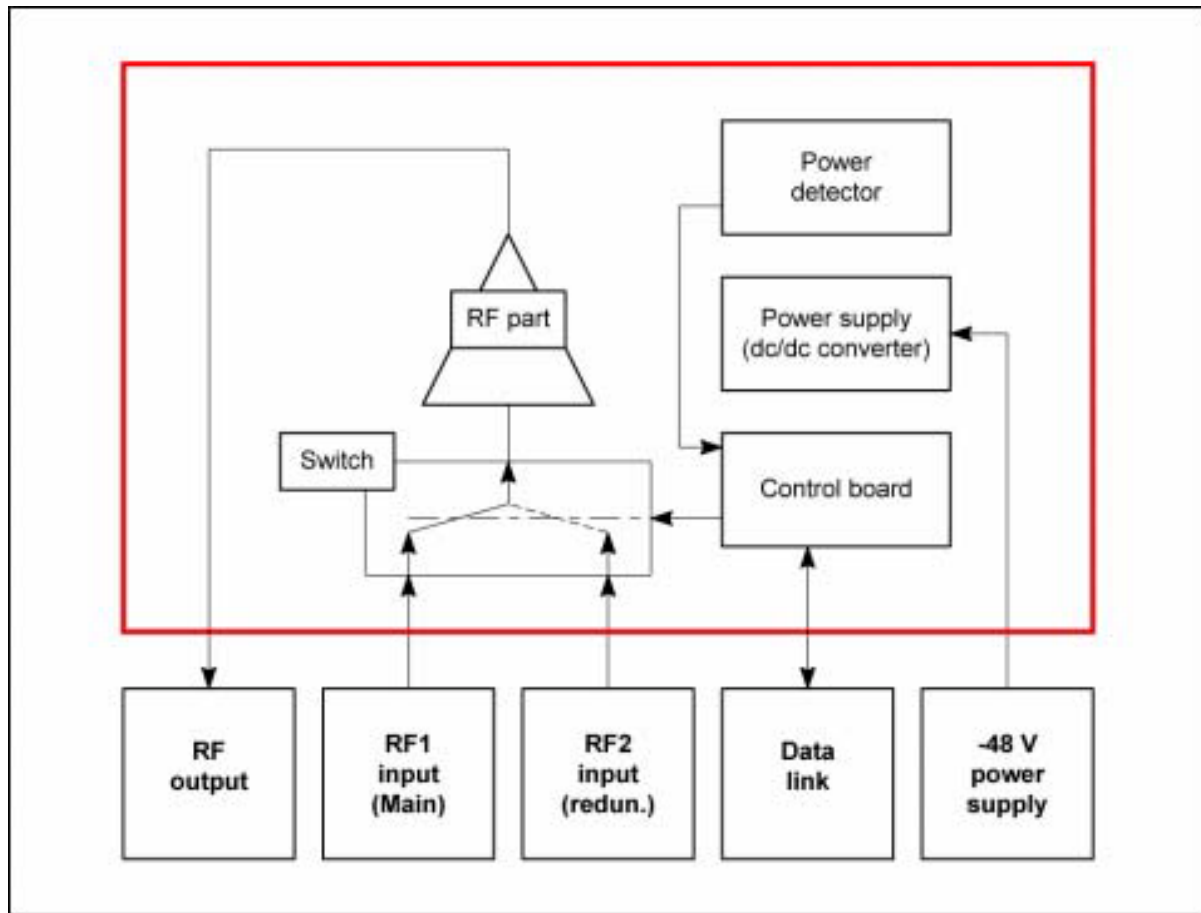 Power
detector
RF part
Power supply
(dc/dc converter)
Switch
Control board
RF
output
RF1
input
(Main)
RF2
input
(redun.)
Data
link
-48 V
power
supply